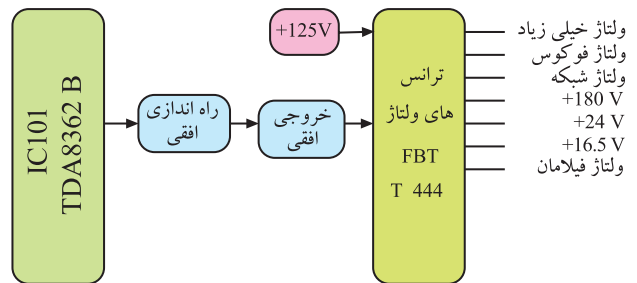 IC101
TDA8362 B
راه اندازی
افقی
خروجی
افقی
+125V
ترانس
های ولتاژ
FBT
T 444
ولتاژ خیلی زیاد
ولتاژ فوکوس
ولتاژ شبکه
+180 V
+24 V
+16.5 V
ولتاژ فیلامان